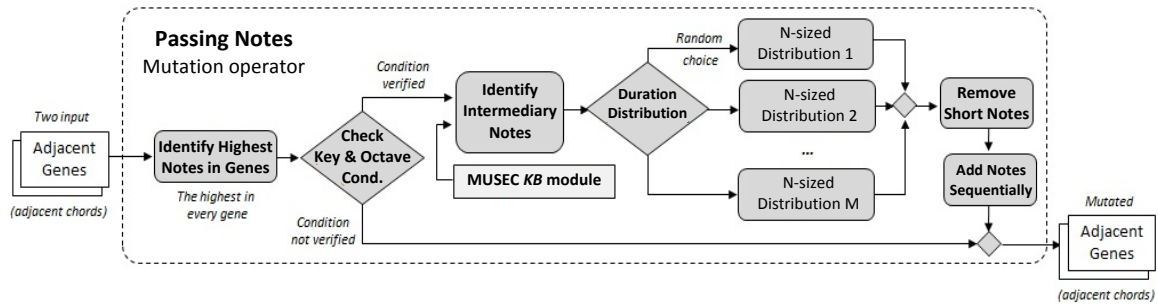 Passing Notes
Mutation operator
Two input
Adjacent
Genes
(adjacent chords)
Identify Highest
Notes in Genes
The highest in
every gene
Check
Key & Octave
Cond.
Condition
verified
Condition
not verified
Identify
Intermediary
Notes
MUSEC KB module
Duration
Distribution
Random
choice
N-sized
Distribution 1
N-sized
Distribution 2
...
N-sized
Distribution M
Remove
Short Notes
Add Notes
Sequentially
Mutated
Adjacent
Genes
(adjacent chords)